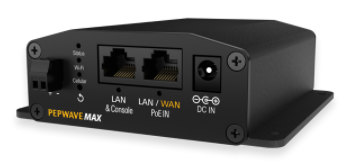 Status
Wi-Fi
Cellular
LAN
& Console
LAN / WAN
PoE IN
DC IN
PEPWAVE MAX